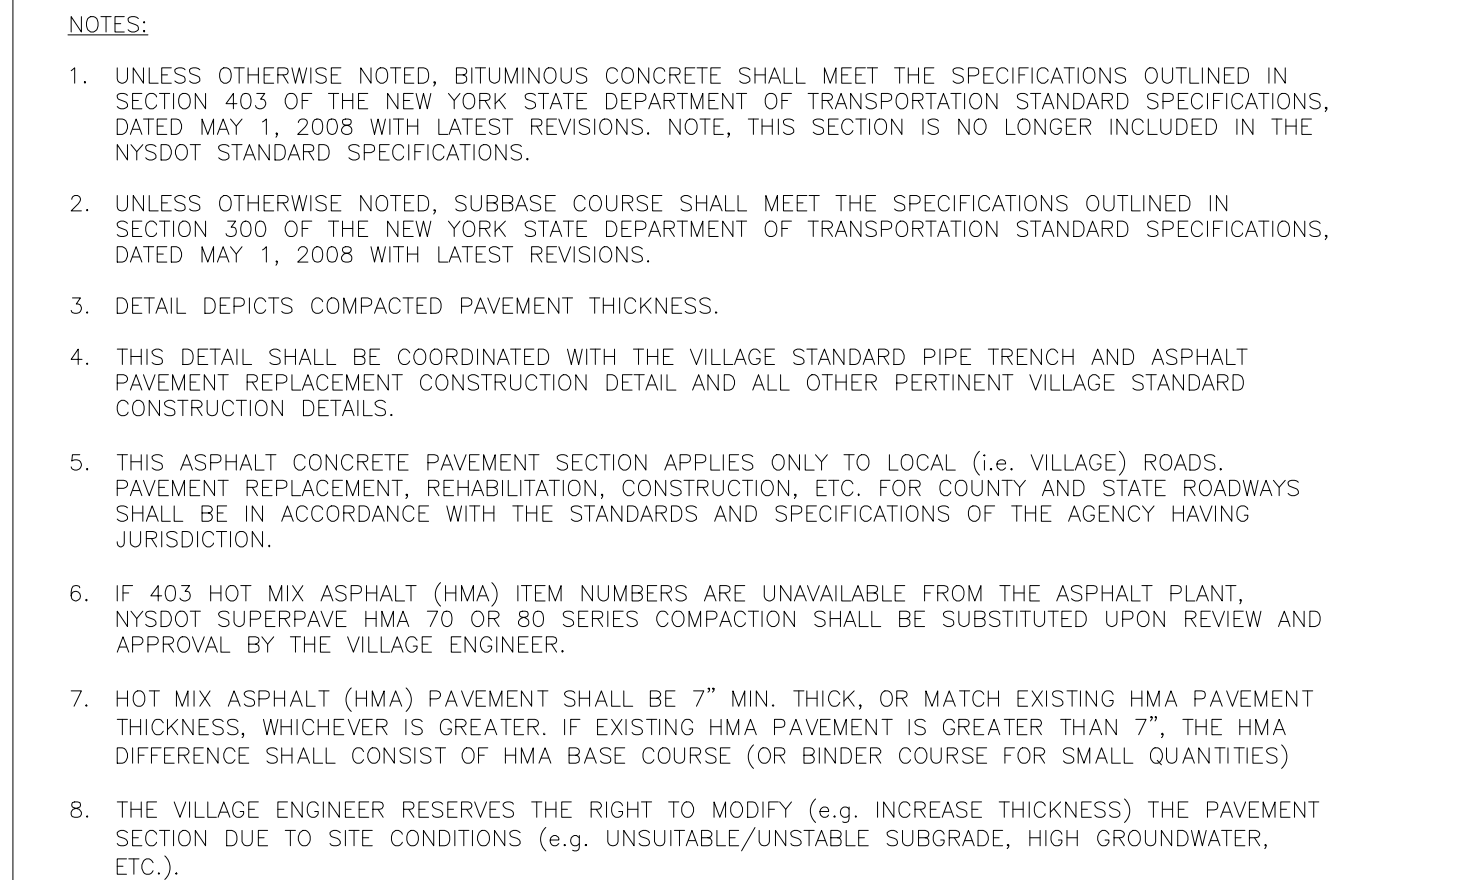 NOTES:
1. UNLESS OTHERWISE NOTED, BITUMINOUS CONCRETE SHALL MEET THE SPECIFICATIONS OUTLINED IN
SECTION 403 OF THE NEW YORK STATE DEPARTMENT OF TRANSPORTATION STANDARD SPECIFICATIONS,
DATED MAY 1, 2008 WITH LATEST REVISIONS. NOTE, THIS SECTION IS NO LONGER INCLUDED IN THE
NYSDOT STANDARD SPECIFICATIONS.
2. UNLESS OTHERWISE NOTED, SUBBASE COURSE SHALL MEET THE SPECIFICATIONS OUTLINED IN
SECTION 300 OF THE NEW YORK STATE DEPARTMENT OF TRANSPORTATION STANDARD SPECIFICATIONS,
DATED MAY 1, 2008 WITH LATEST REVISIONS.
3. DETAIL DEPICTS COMPACTED PAVEMENT THICKNESS.
4. THIS DETAIL SHALL BE COORDINATED WITH THE VILLAGE STANDARD PIPE TRENCH AND ASPHALT
PAVEMENT REPLACEMENT CONSTRUCTION DETAIL AND ALL OTHER PERTINENT VILLAGE STANDARD
CONSTRUCTION DETAILS.
5. THIS ASPHALT CONCRETE PAVEMENT SECTION APPLIES ONLY TO LOCAL (i.e. VILLAGE) ROADS.
PAVEMENT REPLACEMENT, REHABILITATION, CONSTRUCTION, ETC. FOR COUNTY AND STATE ROADWAYS
SHALL BE IN ACCORDANCE WITH THE STANDARDS AND SPECIFICATIONS OF THE AGENCY HAVING
JURISDICTION.
6. IF 403 HOT MIX ASPHALT (HMA) ITEM NUMBERS ARE UNAVAILABLE FROM THE ASPHALT PLANT,
NYSDOT SUPERPAVE HMA 70 OR 80 SERIES COMPACTION SHALL BE SUBSTITUTED UPON REVIEW AND
APPROVAL BY THE VILLAGE ENGINEER.
7. HOT MIX ASPHALT (HMA) PAVEMENT SHALL BE 7” MIN. THICK, OR MATCH EXISTING HMA PAVEMENT
THICKNESS, WHICHEVER IS GREATER. IF EXISTING HMA PAVEMENT IS GREATER THAN 7”, THE HMA
DIFFERENCE SHALL CONSIST OF HMA BASE COURSE (OR BINDER COURSE FOR SMALL QUANTITIES)
8. THE VILLAGE ENGINEER RESERVES THE RIGHT TO MODIFY (e.g. INCREASE THICKNESS) THE PAVEMENT
SECTION DUE TO SITE CONDITIONS (e.g. UNSUITABLE/UNSTABLE SUBGRADE, HIGH GROUNDWATER,
ETC.).